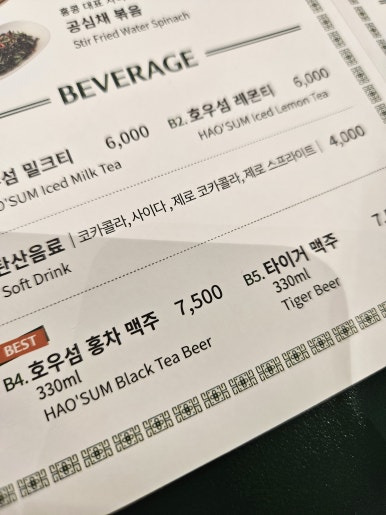 공심채 볶음
Stir Fried Water Spinach
BEVERAGE
밀크티 6,000
O'SUM Iced Milk Tea
B2. 호우섬 레몬티 6,000
HAO'SUM Iced Lemon Tea
탄산음료 | 코카콜라, 사이다, 제로 코카콜라, 제로 스프라이트 | 4,000
Soft Drink
BEST
B4. 호우섬 홍차 맥주 7,500
330ml
HAO'SUM Black Tea Beer
B5. 타이거 맥주
330ml
Tiger Beer